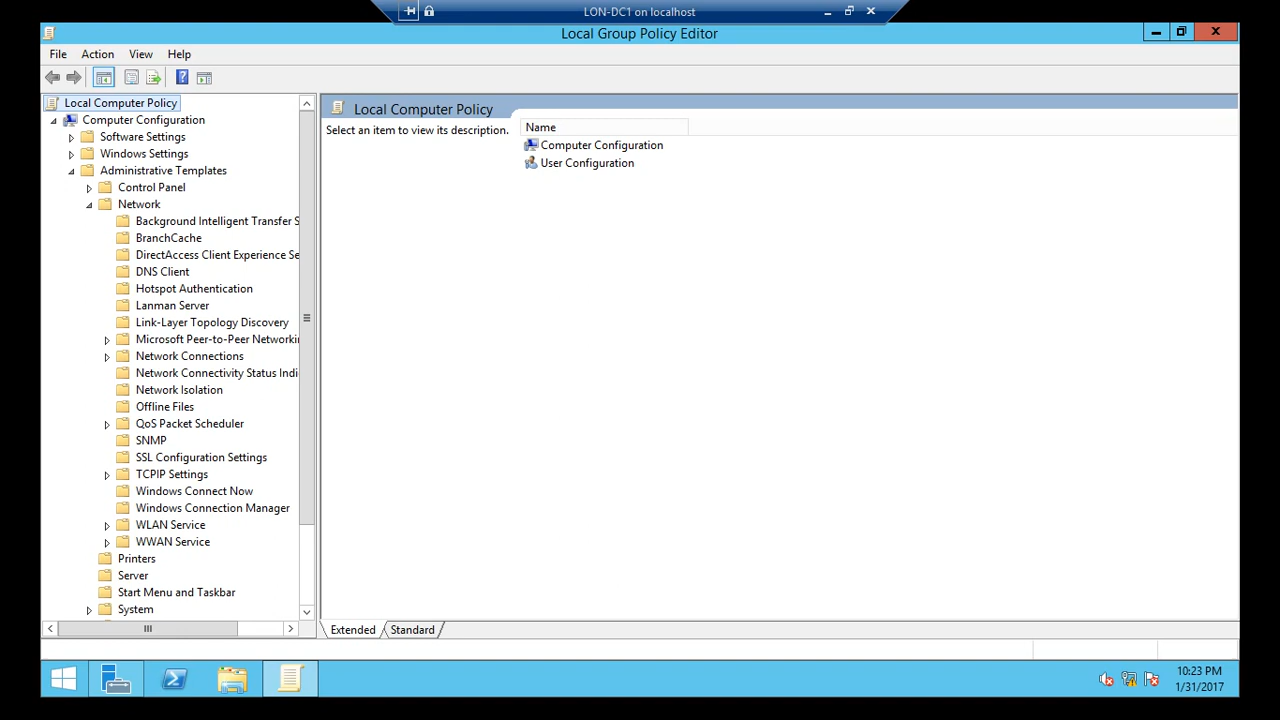 LON-DC1 on localhost
Local Group Policy Editor
File Action View Help
Local Computer Policy
Computer Configuration
Software Settings
Windows Settings
Administrative Templates
Control Panel
Network
Background Intelligent Transfer S
BranchCache
DirectAccess Client Experience Se
DNS Client
Hotspot Authentication
Lanman Server
Link-Layer Topology Discovery
Microsoft Peer-to-Peer Networki
Network Connections
Network Connectivity Status Indi
Network Isolation
Offline Files
QoS Packet Scheduler
SNMP
SSL Configuration Settings
TCPIP Settings
Windows Connect Now
Windows Connection Manager
WLAN Service
WWAN Service
Printers
Server
Start Menu and Taskbar
System
Local Computer Policy
Select an item to view its description.
Name
Computer Configuration
User Configuration
Extended Standard
10:23 PM
1/31/2017